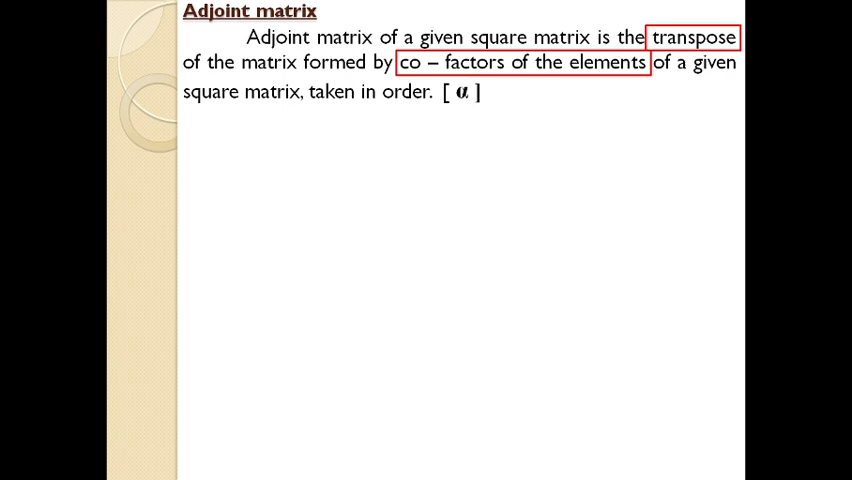 Adjoint matrix
Adjoint matrix of a given square matrix is the transpose
of the matrix formed by co – factors of the elements of a given
square matrix, taken in order. [ α ]